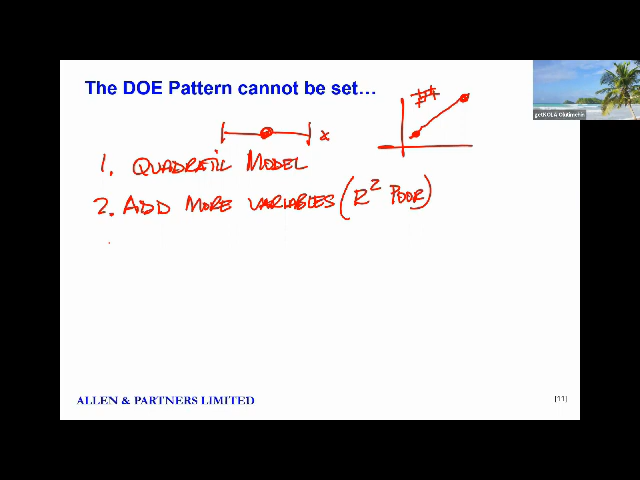 The DOE Pattern cannot be set...
x
1. QUADRATIC MODEL
2. ADD MORE VARIABLES (R² POOR)
ALLEN & PARTNERS LIMITED
[11]